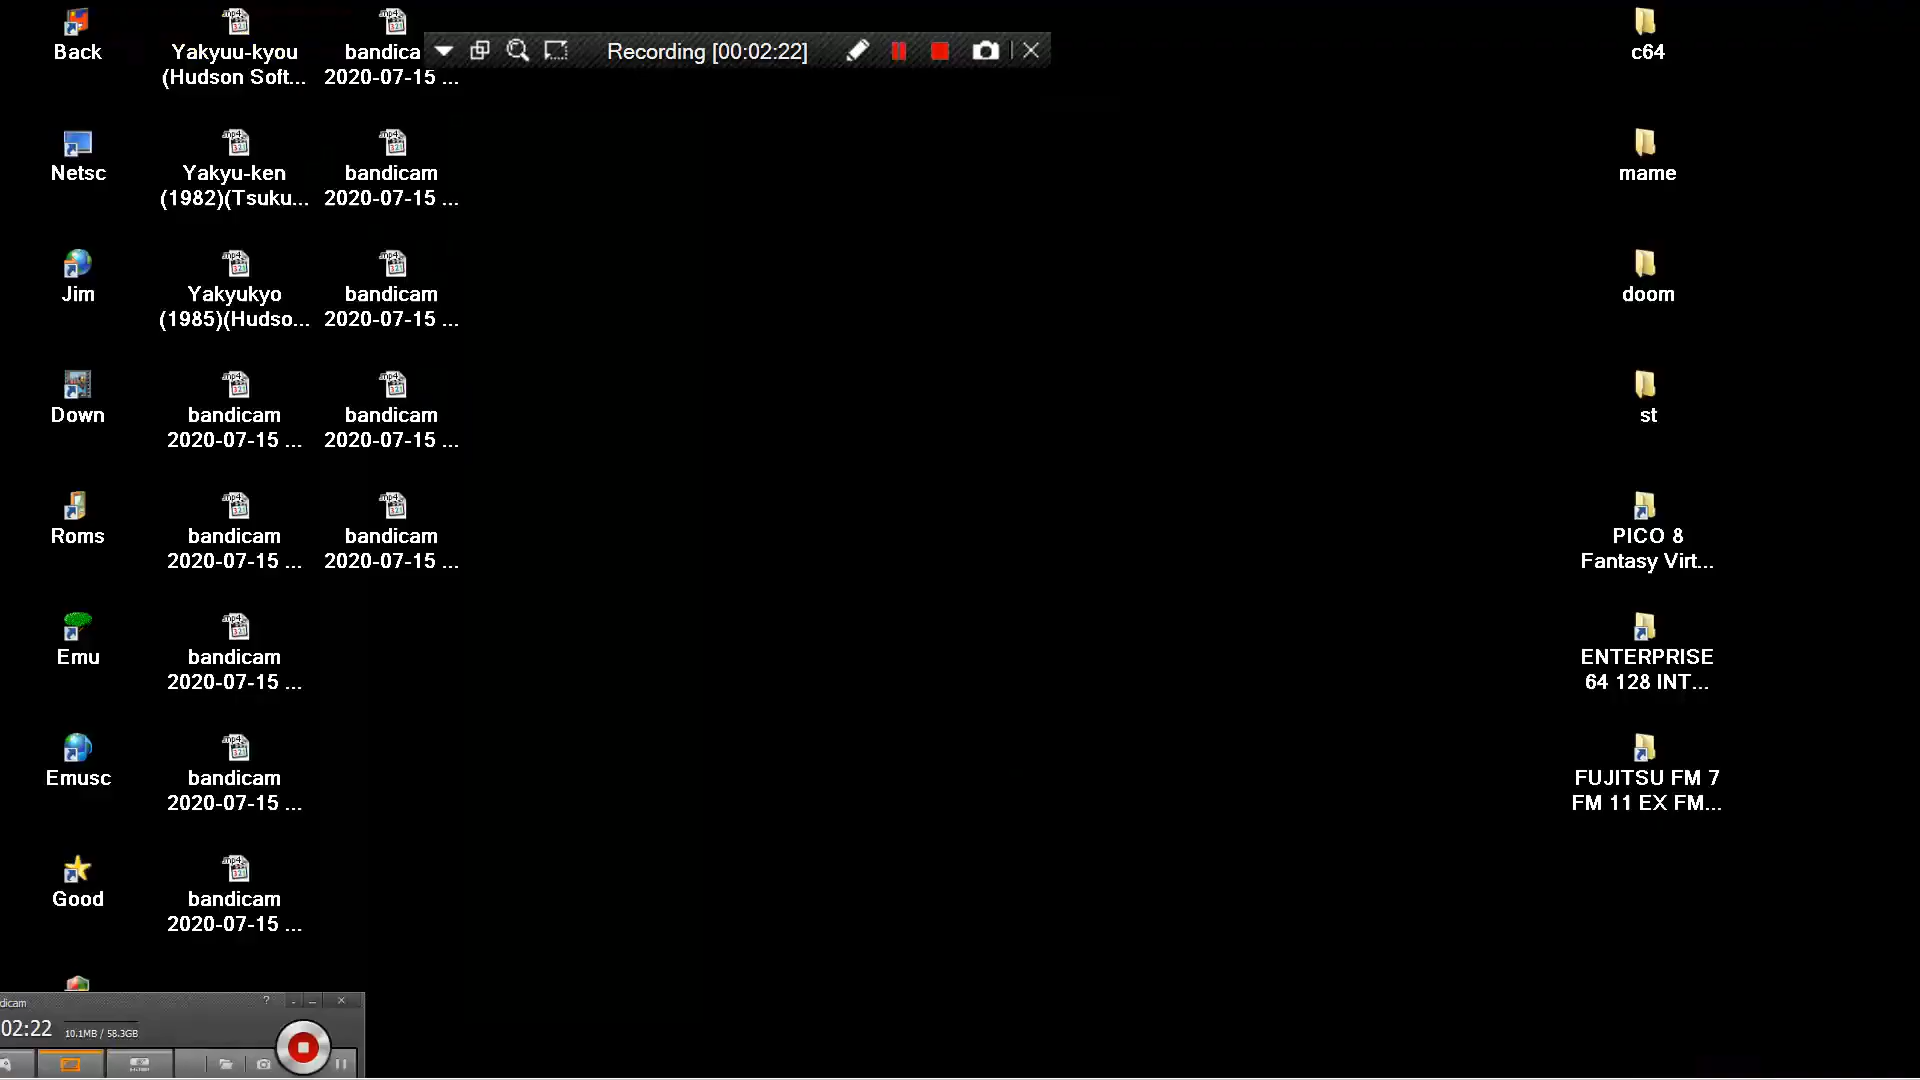 Recording [00:02:22]
Back
Netsc
Jim
Down
Roms
Emu
Emusc
Good
Yakyuu-kyou
(Hudson Soft...
Yakyu-ken
(1982)(Tsuku...
Yakyukyo
(1985)(Hudso...
bandicam
2020-07-15 ...
bandicam
2020-07-15 ...
bandicam
2020-07-15 ...
bandicam
2020-07-15 ...
bandicam
2020-07-15 ...
bandica
2020-07-15 ...
bandicam
2020-07-15 ...
bandicam
2020-07-15 ...
bandicam
2020-07-15 ...
bandicam
2020-07-15 ...
c64
mame
doom
st
PICO 8
Fantasy Virt...
ENTERPRISE
64 128 INT...
FUJITSU FM 7
FM 11 EX FM...
dicam
02:22
10.1MB / 58.3GB